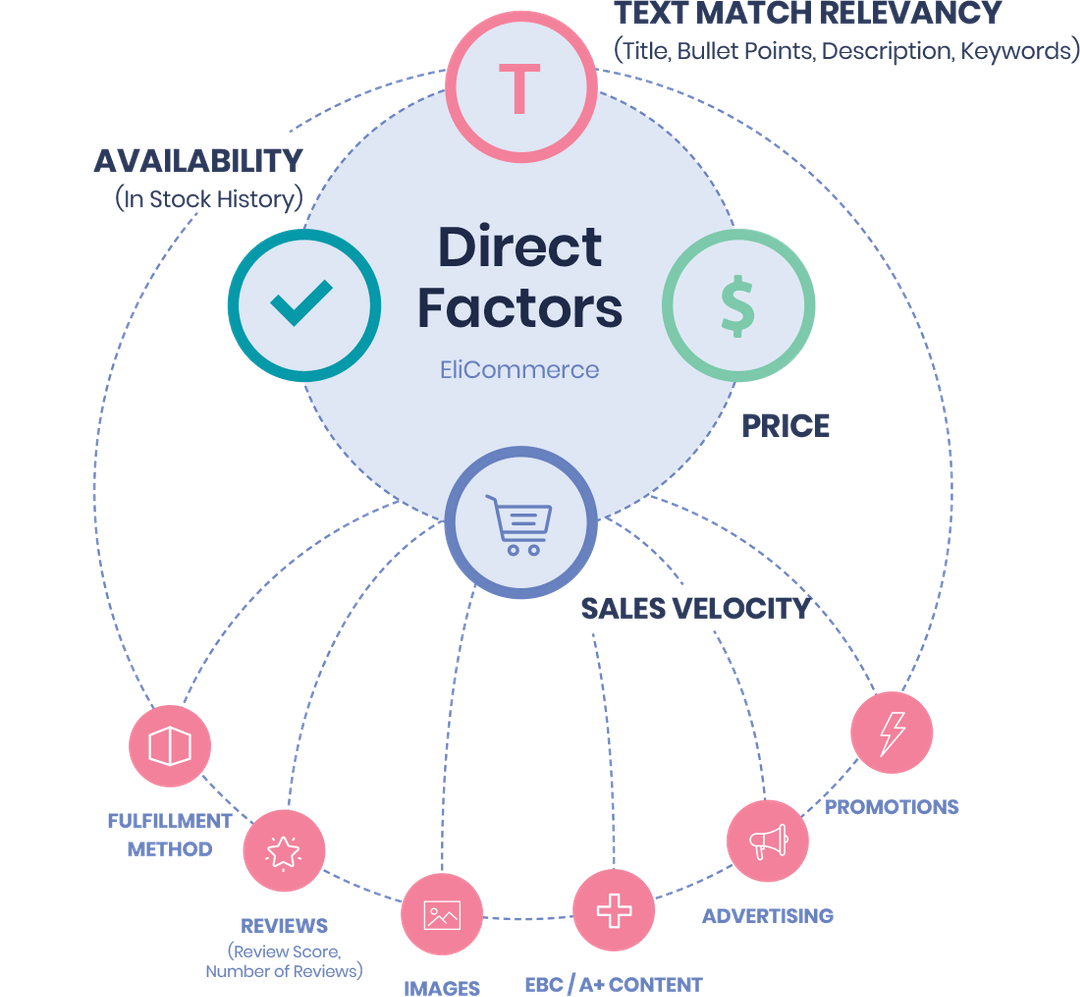 TEXT MATCH RELEVANCY
(Title, Bullet Points, Description, Keywords)
T
AVAILABILITY
(In Stock History)
Direct
Factors
EliCommerce
$
PRICE
SALES VELOCITY
FULFILLMENT
METHOD
REVIEWS
(Review Score,
Number of Reviews)
IMAGES
EBC / A+ CONTENT
ADVERTISING
PROMOTIONS